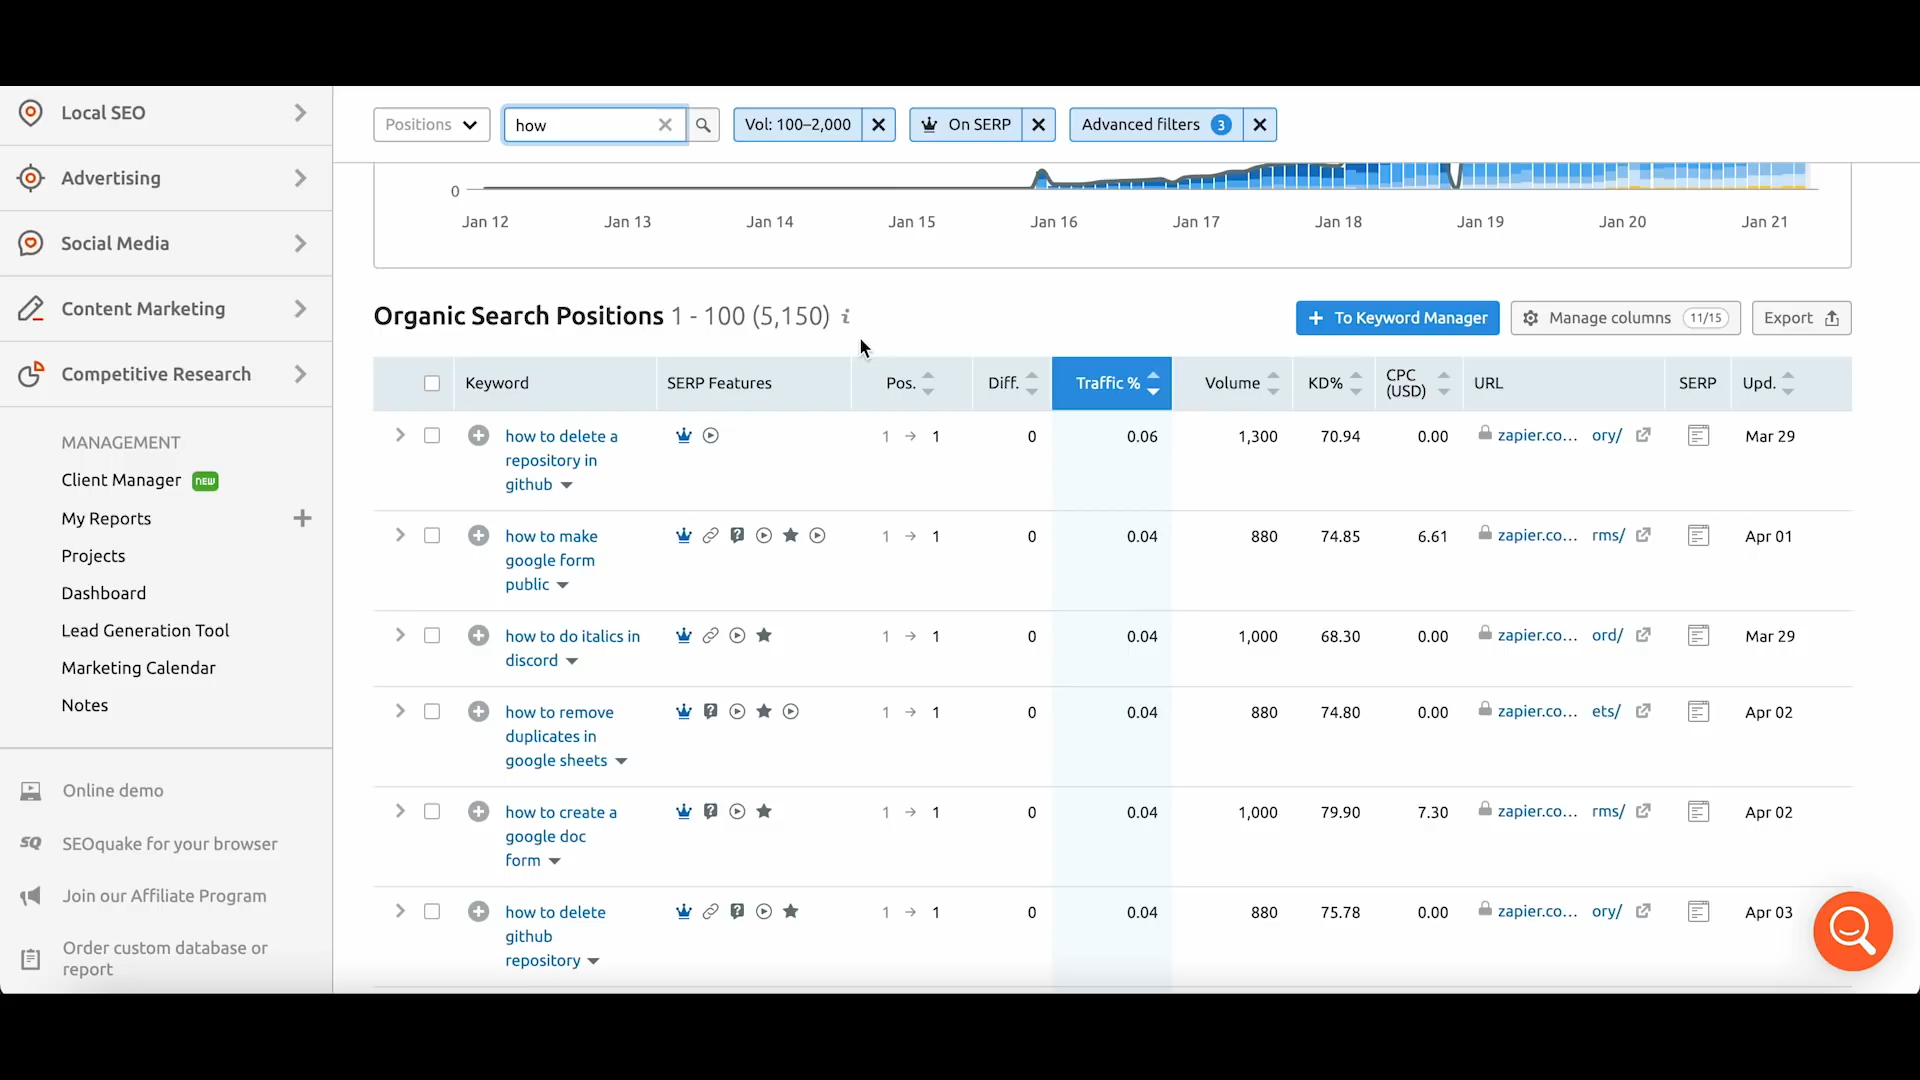 Local SEO
Advertising
Social Media
Content Marketing
Competitive Research
MANAGEMENT
Client Manager new
My Reports
Projects
Dashboard
Lead Generation Tool
Marketing Calendar
Notes
Online demo
SQ SEOquake for your browser
Join our Affiliate Program
Order custom database or
report
Positions how Vol: 100–2,000 On SERP Advanced filters 3
0
Jan 12 Jan 13 Jan 14 Jan 15 Jan 16 Jan 17 Jan 18 Jan 19 Jan 20 Jan 21
Organic Search Positions 1 - 100 (5,150) i
+ To Keyword Manager Manage columns 11/15 Export
Keyword SERP Features Pos. Diff. Traffic % Volume KD% CPC (USD) URL SERP Upd.
how to delete a 1 → 1 0 0.06 1,300 70.94 0.00 zapier.co... ory/ Mar 29
repository in
github
how to make 1 → 1 0 0.04 880 74.85 6.61 zapier.co... rms/ Apr 01
google form
public
how to do italics in 1 → 1 0 0.04 1,000 68.30 0.00 zapier.co... ord/ Mar 29
discord
how to remove 1 → 1 0 0.04 880 74.80 0.00 zapier.co... ets/ Apr 02
duplicates in
google sheets
how to create a 1 → 1 0 0.04 1,000 79.90 7.30 zapier.co... rms/ Apr 02
google doc
form
how to delete 1 → 1 0 0.04 880 75.78 0.00 zapier.co... ory/ Apr 03
github
repository